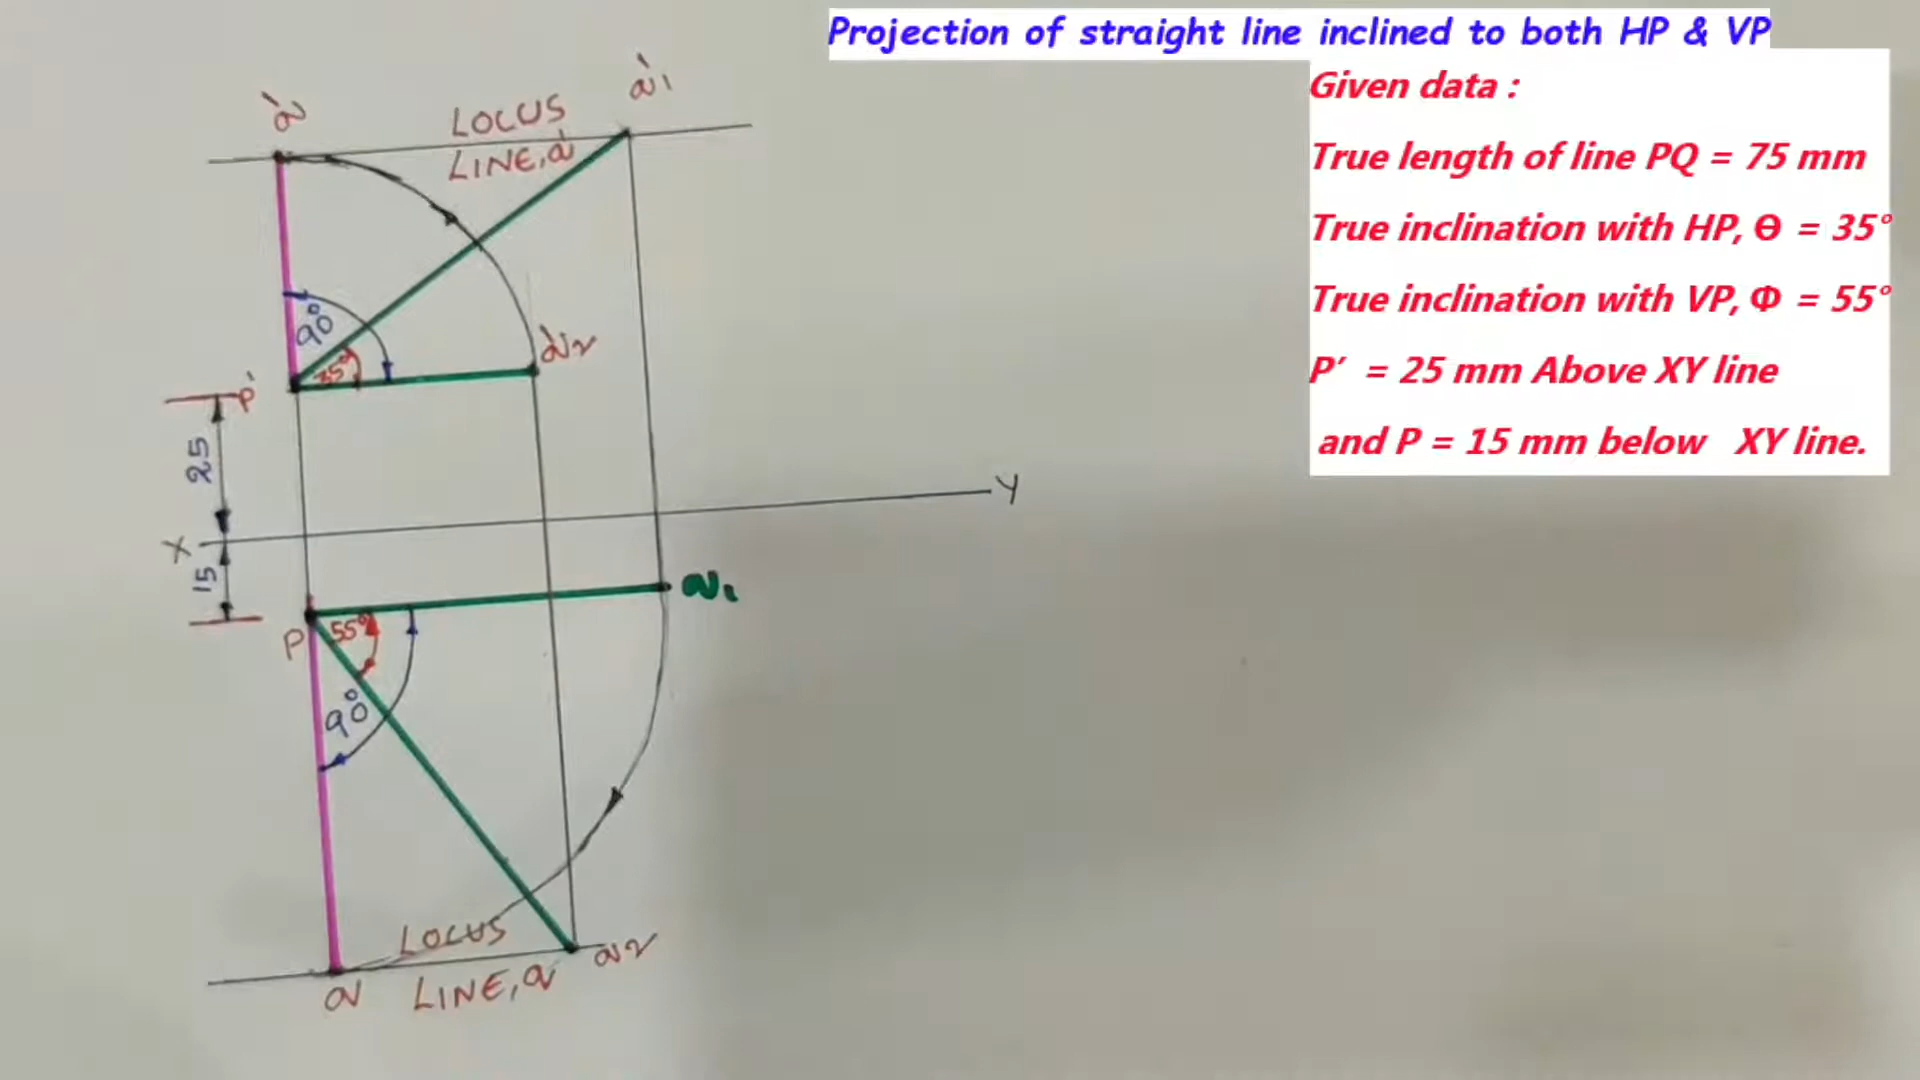 Projection of straight line inclined to both HP & VP
Given data :
True length of line PQ = 75 mm
True inclination with HP, Ө = 35°
True inclination with VP, Φ = 55°
P′ = 25 mm Above XY line
and P = 15 mm below XY line.
q'
LOCUS
LINE, q'
q'1
90°
35°
q'2
P'
25
X
Y
15
P
55°
q1
90°
LOCUS
LINE, q
q
q2